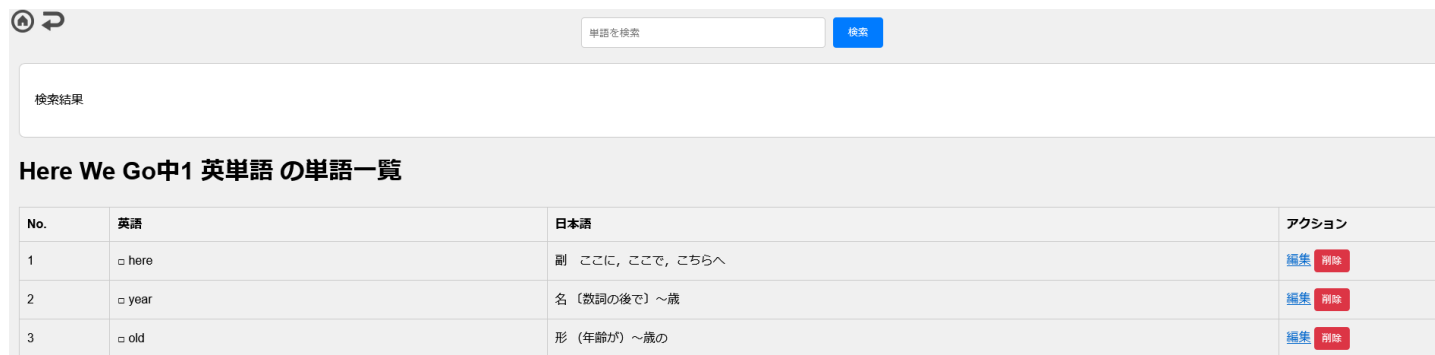 単語を検索 検索
検索結果
Here We Go中1 英単語 の単語一覧
No. 英語 日本語 アクション
1 □ here 副　ここに，ここで，こちらへ 編集 削除
2 □ year 名 〔数詞の後で〕～歳 編集 削除
3 □ old 形 （年齢が）～歳の 編集 削除